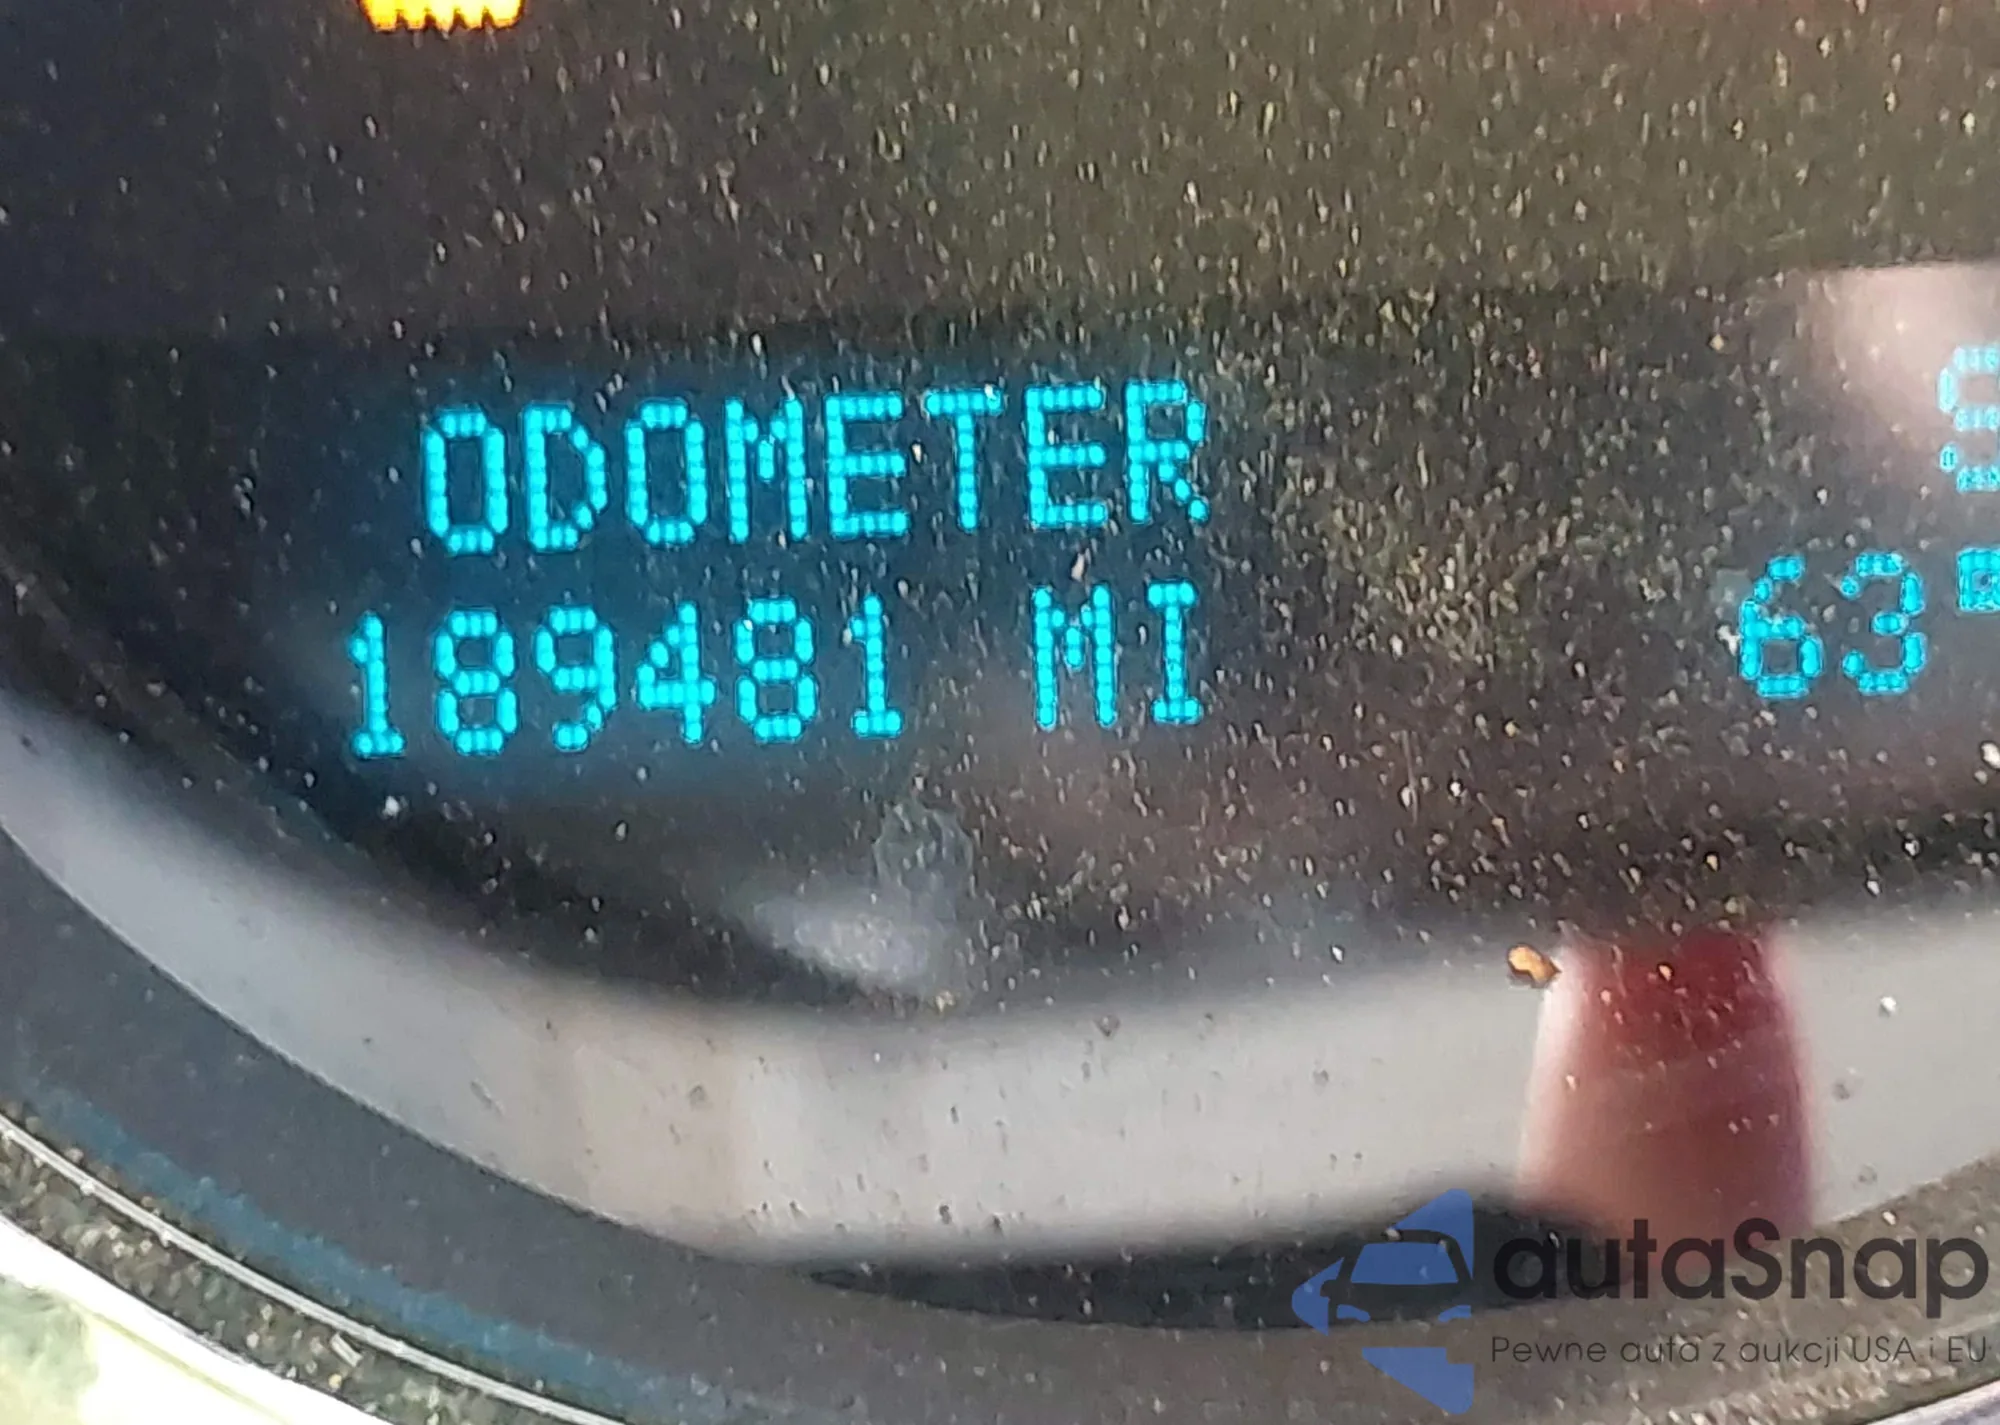 ODOMETER
189481 MI
63°
autaSnap
Pewne auta z aukcji USA i EU